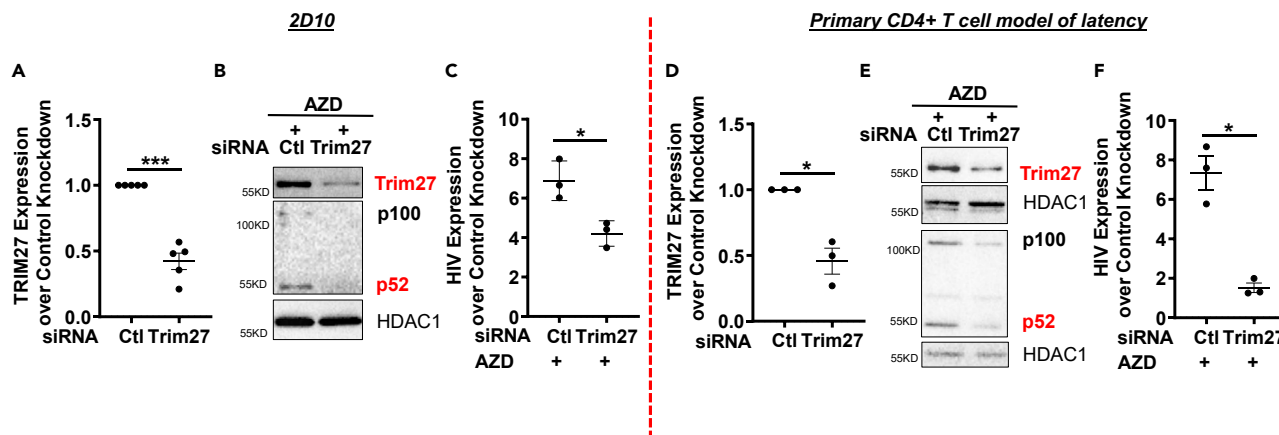 2D10
Primary CD4+ T cell model of latency
A
TRIM27 Expression
over Control Knockdown
1.5
1.0
0.5
0.0
***
siRNA Ctl Trim27
B
AZD
+ +
siRNA Ctl Trim27
55KD Trim27
100KD p100
55KD p52
55KD HDAC1
C
HIV Expression
over Control Knockdown
10
8
6
4
2
0
*
siRNA Ctl Trim27
AZD + +
D
TRIM27 Expression
over Control Knockdown
1.5
1.0
0.5
0.0
*
siRNA Ctl Trim27
E
AZD
+ +
siRNA Ctl Trim27
55KD Trim27
55KD HDAC1
100KD p100
55KD p52
55KD HDAC1
F
HIV Expression
over Control Knockdown
10
8
6
4
2
0
*
siRNA Ctl Trim27
AZD + +